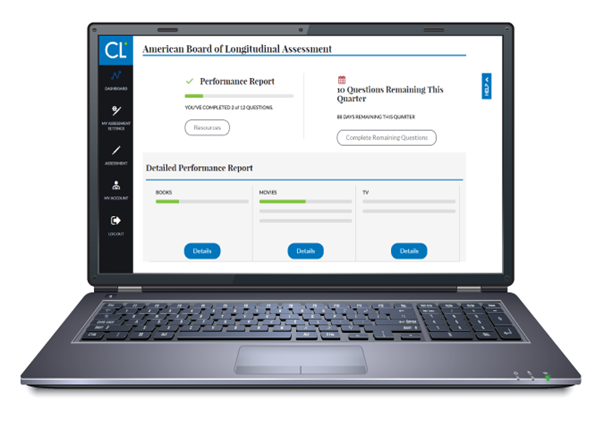 CL
American Board of Longitudinal Assessment
DASHBOARD
MY ASSESSMENT
SETTINGS
ASSESSMENT
MY ACCOUNT
LOG OUT
Performance Report
YOU'VE COMPLETED 2 of 12 QUESTIONS.
Resources
10 Questions Remaining This
Quarter
88 DAYS REMAINING THIS QUARTER
Complete Remaining Questions
HELP
Detailed Performance Report
BOOKS
MOVIES
TV
Details
Details
Details